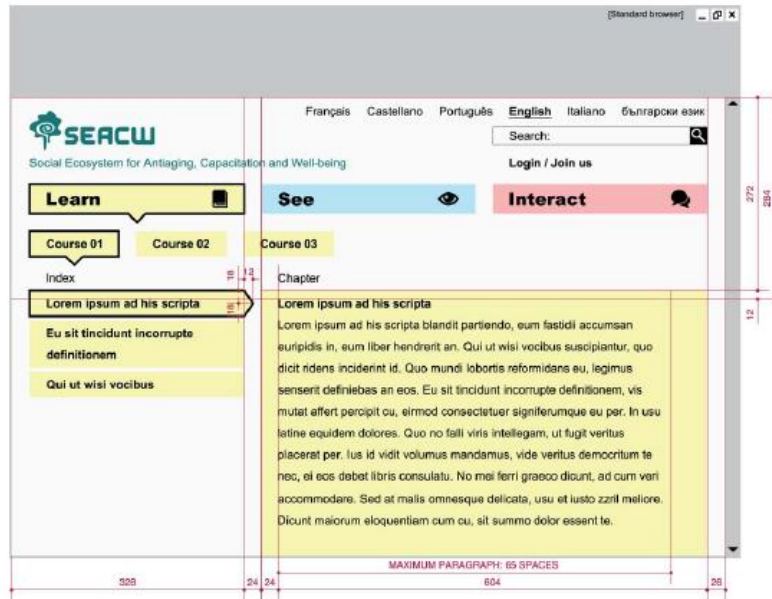 [Standard browser]
Français Castellano Português English Italiano български език
SEACW
Search:
Social Ecosystem for Antiaging, Capacitation and Well-being
Login / Join us
Learn See Interact
272
284
Course 01 Course 02 Course 03
Index
18
12
Chapter
Lorem ipsum ad his scripta
18
Lorem ipsum ad his scripta
12
Eu sit tincidunt incorrupte
definitionem
Qui ut wisi vocibus
Lorem ipsum ad his scripta blandit partiendo, eum fastidii accumsan
euripidis in, eum liber hendrerit an. Qui ut wisi vocibus suscipiantur, quo
dicit ridens inciderint id. Quo mundi lobortis reformidans eu, legimus
senserit definiebas an eos. Eu sit tincidunt incorrupte definitionem, vis
mutat affert percipit cu, eirmod consectetuer signiferumque eu per. In usu
latine equidem dolores. Quo no falli viris intellegam, ut fugit veritus
placerat per. Ius id vidit volumus mandamus, vide veritus democritum te
nec, ei eos debet libris consulatu. No mei ferri graeco dicunt, ad cum veri
accommodare. Sed at malis omnesque delicata, usu et iusto zzril meliore.
Dicunt maiorum eloquentiam cum cu, sit summo dolor essent te.
MAXIMUM PARAGRAPH: 65 SPACES
328 24 24 604 28